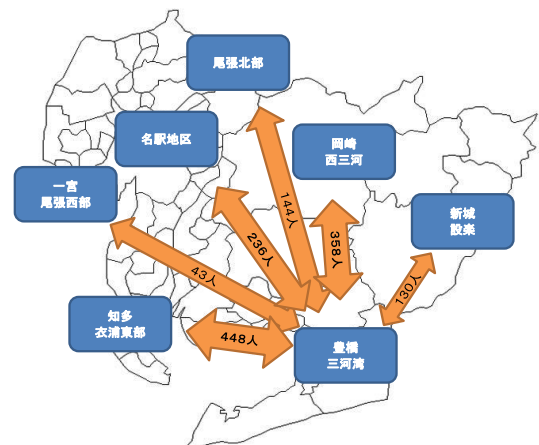 尾張北部
名駅地区
岡崎
西三河
一宮
尾張西部
新城
設楽
144人
236人
358人
43人
130人
知多
衣浦東部
448人
豊橋
三河湾